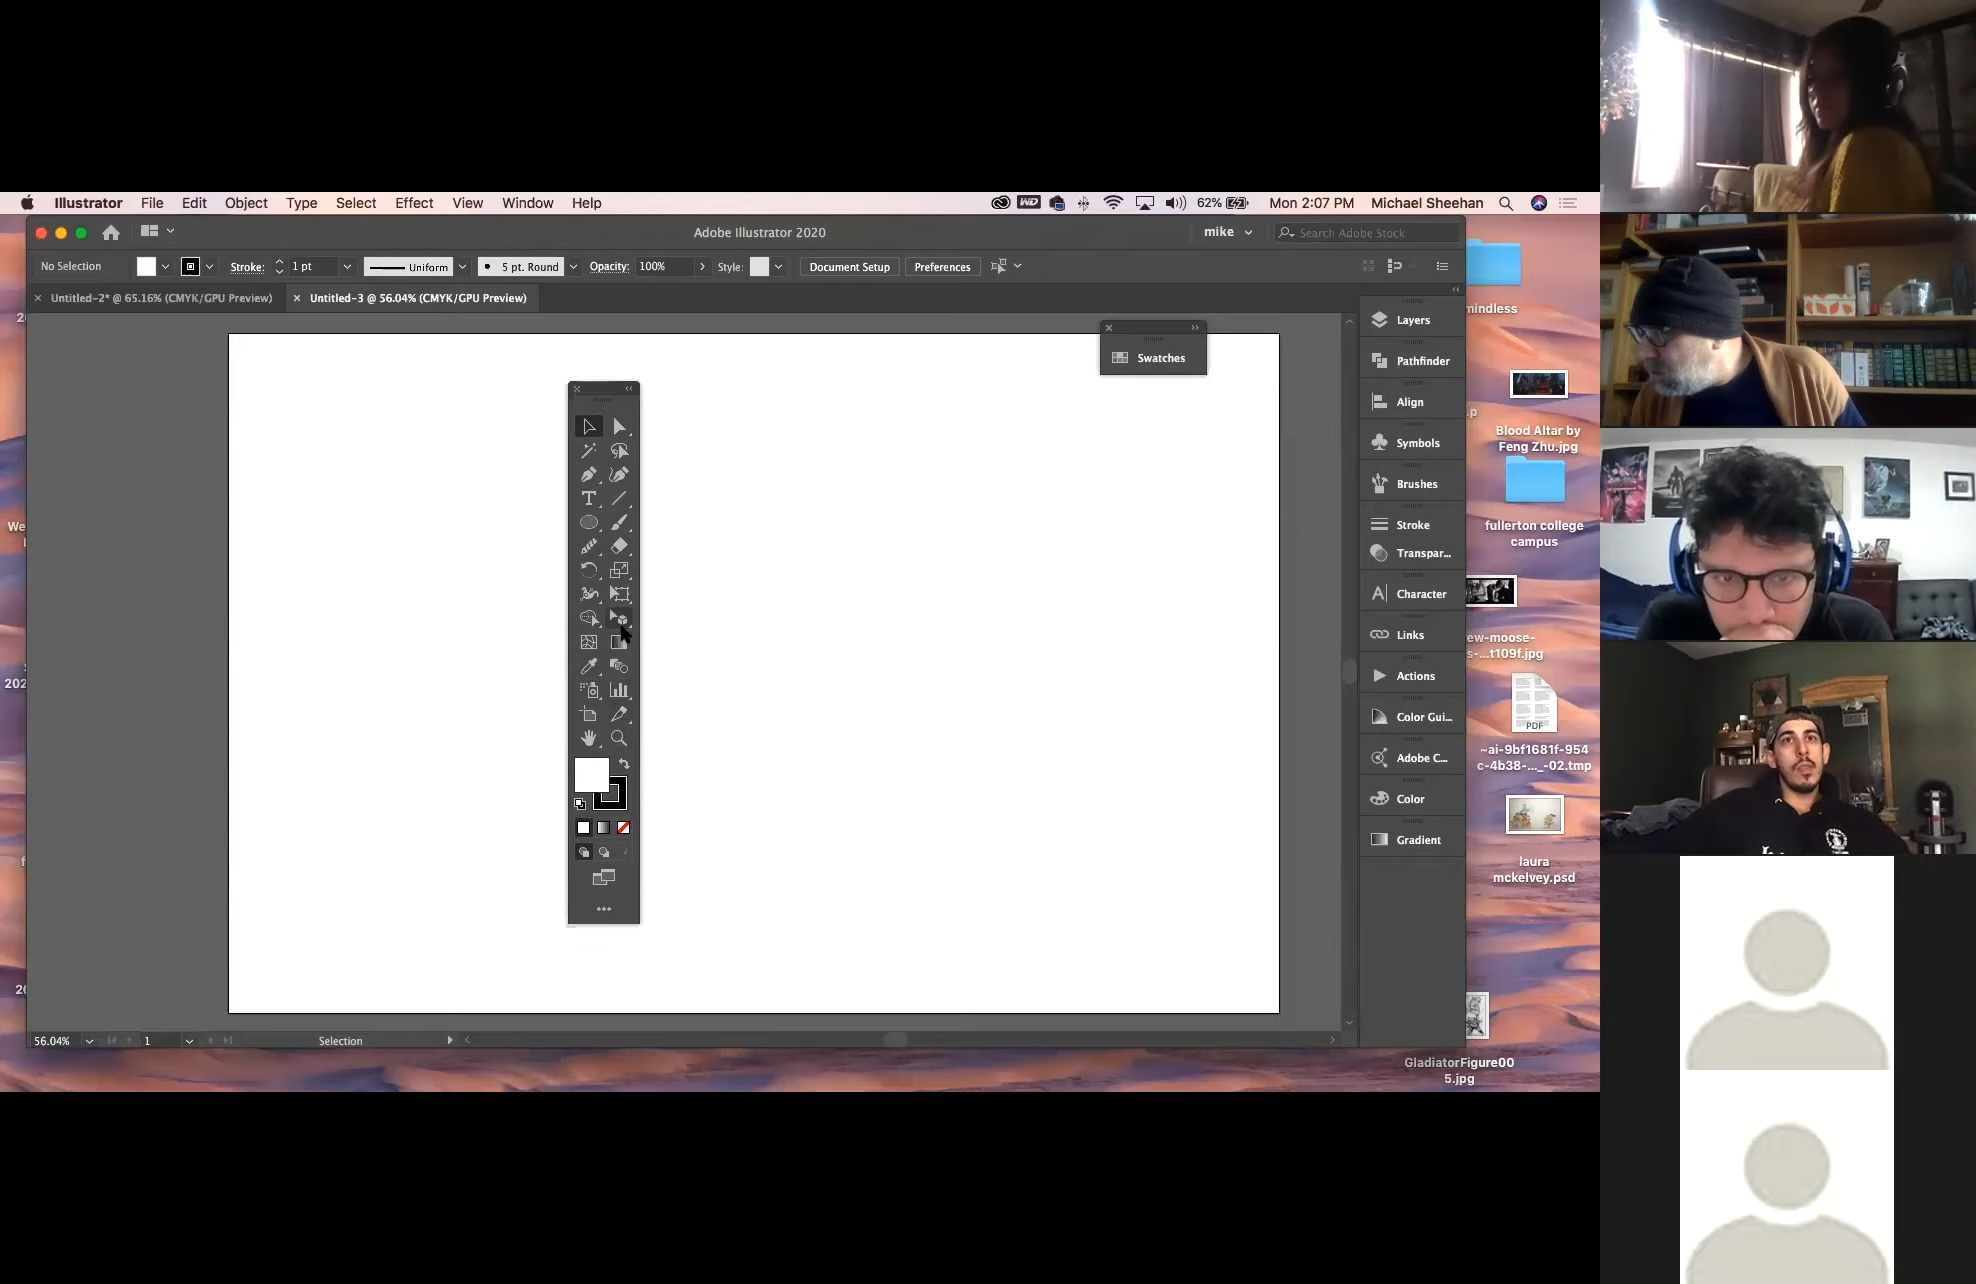 Illustrator File Edit Object Type Select Effect View Window Help
62% Mon 2:07 PM Michael Sheehan
Adobe Illustrator 2020
mike
Search Adobe Stock
No Selection
Stroke: 1 pt
Uniform
5 pt. Round
Opacity: 100%
Style:
Document Setup
Preferences
Untitled-2* @ 65.16% (CMYK/GPU Preview)
Untitled-3 @ 56.04% (CMYK/GPU Preview)
Swatches
Layers
Pathfinder
Align
Symbols
Brushes
Stroke
Transpar...
Character
Links
Actions
Color Gui...
Adobe C...
Color
Gradient
56.04%
1
Selection
mindless
.p
Blood Altar by
Feng Zhu.jpg
fullerton college
campus
ew-moose-
s-...t109f.jpg
PDF
~ai-9bf1681f-954
c-4b38-..._-02.tmp
laura
mckelvey.psd
GladiatorFigure00
5.jpg
We
202